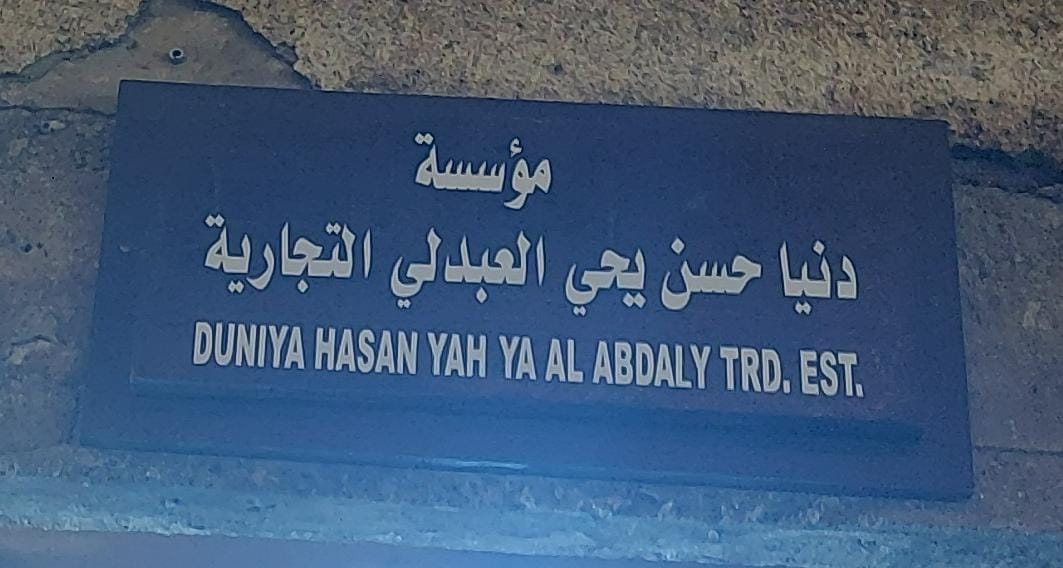 مؤسسة
دنيا حسن يحي العبدلي التجارية
DUNIYA HASAN YAH YA AL ABDALY TRD. EST.